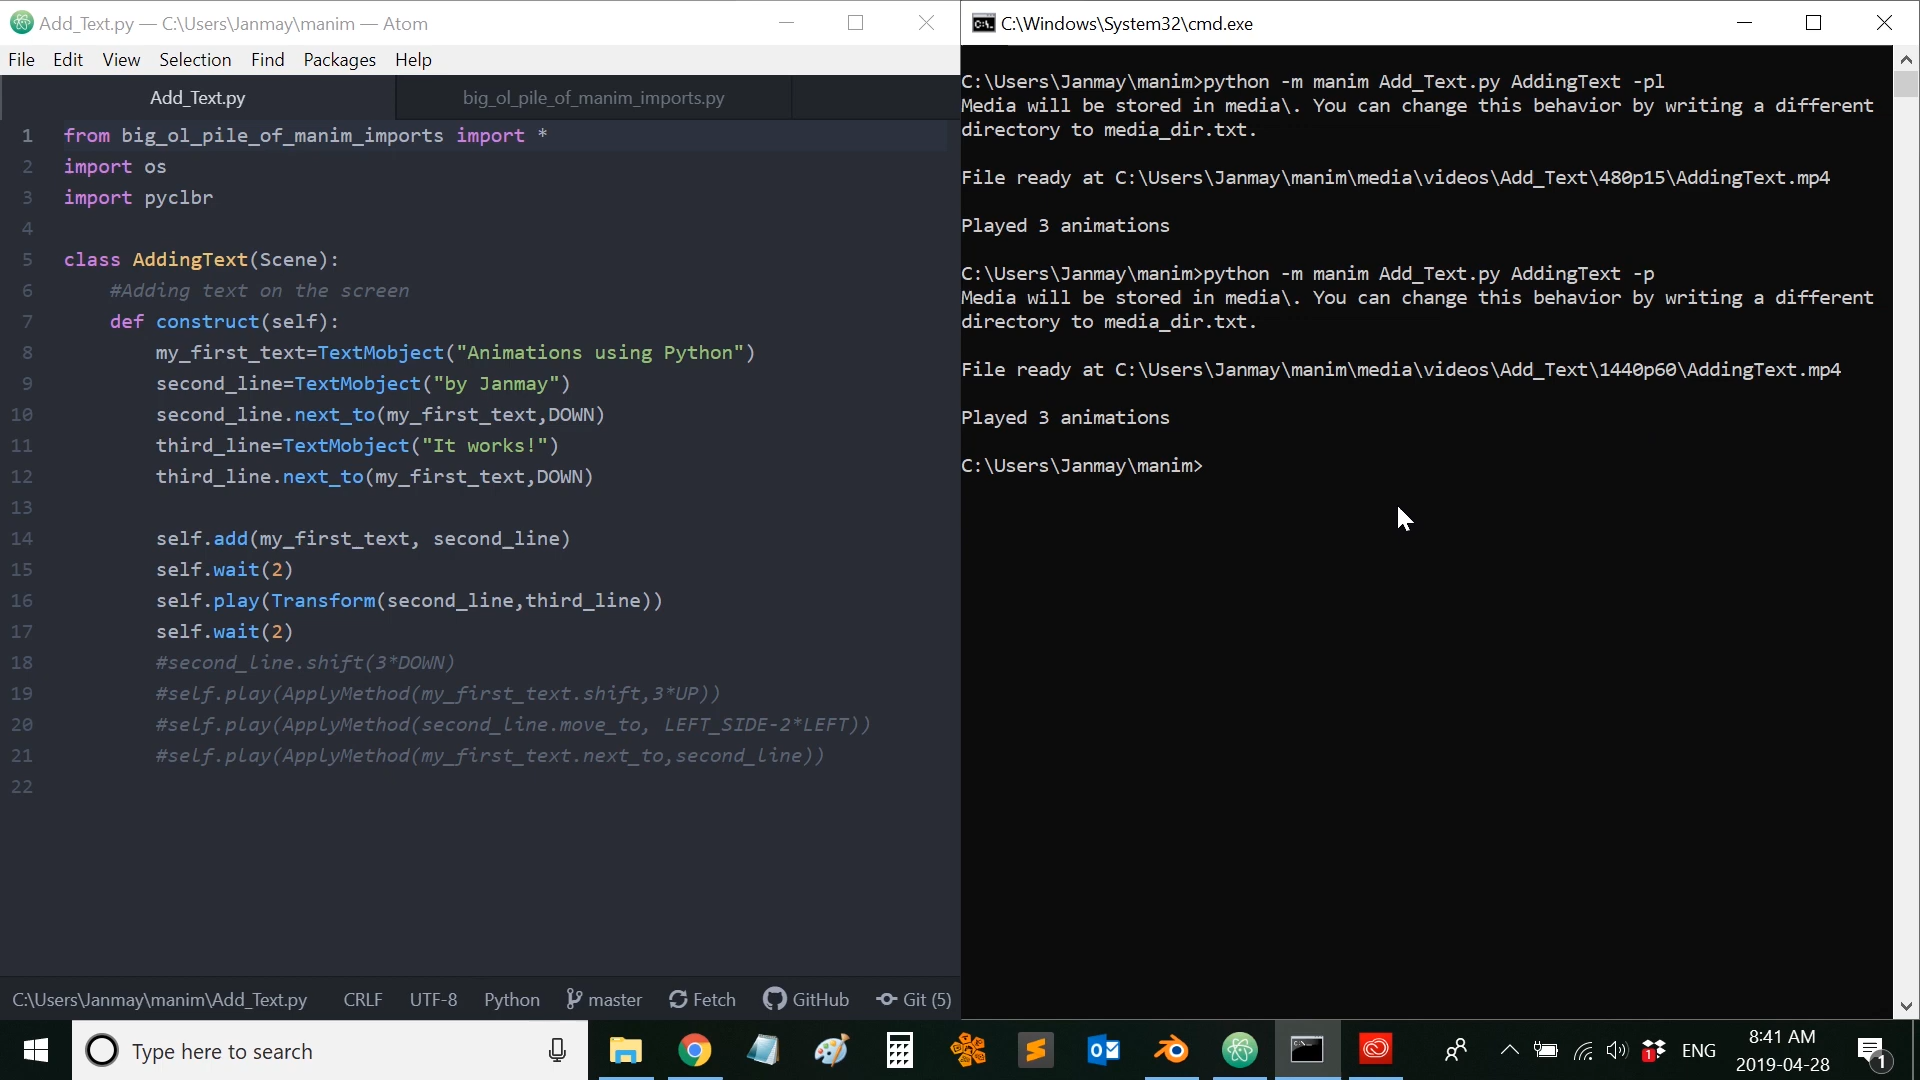 Add_Text.py — C:\Users\Janmay\manim — Atom
File Edit View Selection Find Packages Help
Add_Text.py big_ol_pile_of_manim_imports.py
1 from big_ol_pile_of_manim_imports import *
2 import os
3 import pyclbr
4
5 class AddingText(Scene):
6 #Adding text on the screen
7 def construct(self):
8 my_first_text=TextMobject("Animations using Python")
9 second_line=TextMobject("by Janmay")
10 second_line.next_to(my_first_text,DOWN)
11 third_line=TextMobject("It works!")
12 third_line.next_to(my_first_text,DOWN)
13
14 self.add(my_first_text, second_line)
15 self.wait(2)
16 self.play(Transform(second_line,third_line))
17 self.wait(2)
18 #second_line.shift(3*DOWN)
19 #self.play(ApplyMethod(my_first_text.shift,3*UP))
20 #self.play(ApplyMethod(second_line.move_to, LEFT_SIDE-2*LEFT))
21 #self.play(ApplyMethod(my_first_text.next_to,second_line))
22
C:\Users\Janmay\manim\Add_Text.py CRLF UTF-8 Python master Fetch GitHub Git (5)
C:\Windows\System32\cmd.exe
C:\Users\Janmay\manim>python -m manim Add_Text.py AddingText -pl
Media will be stored in media\. You can change this behavior by writing a different
directory to media_dir.txt.
File ready at C:\Users\Janmay\manim\media\videos\Add_Text\480p15\AddingText.mp4
Played 3 animations
C:\Users\Janmay\manim>python -m manim Add_Text.py AddingText -p
Media will be stored in media\. You can change this behavior by writing a different
directory to media_dir.txt.
File ready at C:\Users\Janmay\manim\media\videos\Add_Text\1440p60\AddingText.mp4
Played 3 animations
C:\Users\Janmay\manim>
Type here to search
1
ENG
8:41 AM
2019-04-28
1